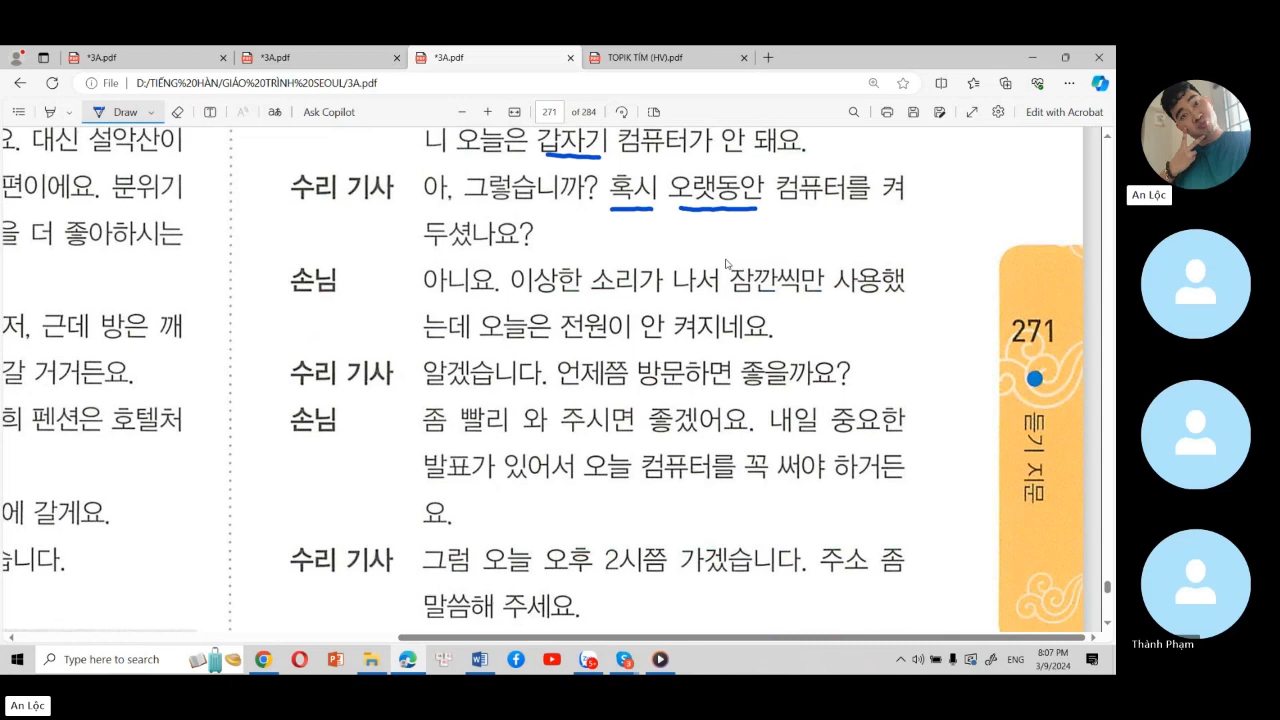 *3A.pdf
*3A.pdf
*3A.pdf
TOPIK TÍM (HV).pdf
File D:/TIẾNG%20HÀN/GIÁO%20TRÌNH%20SEOUL/3A.pdf
Draw
Ask Copilot
271 of 284
Edit with Acrobat
요. 대신 설악산이
편이에요. 분위기
을 더 좋아하시는
저, 근데 방은 깨
갈 거거든요.
희 펜션은 호텔처
에 갈게요.
습니다.
니 오늘은 갑자기 컴퓨터가 안 돼요.
수리 기사 아, 그렇습니까? 혹시 오랫동안 컴퓨터를 켜
두셨나요?
손님 아니요. 이상한 소리가 나서 잠깐씩만 사용했
는데 오늘은 전원이 안 켜지네요.
수리 기사 알겠습니다. 언제쯤 방문하면 좋을까요?
손님 좀 빨리 와 주시면 좋겠어요. 내일 중요한
발표가 있어서 오늘 컴퓨터를 꼭 써야 하거든
요.
수리 기사 그럼 오늘 오후 2시쯤 가겠습니다. 주소 좀
말씀해 주세요.
271
듣기 지문
An Lộc
Thành Phạm
Type here to search
5+
3
ENG
8:07 PM
3/9/2024
An Lộc